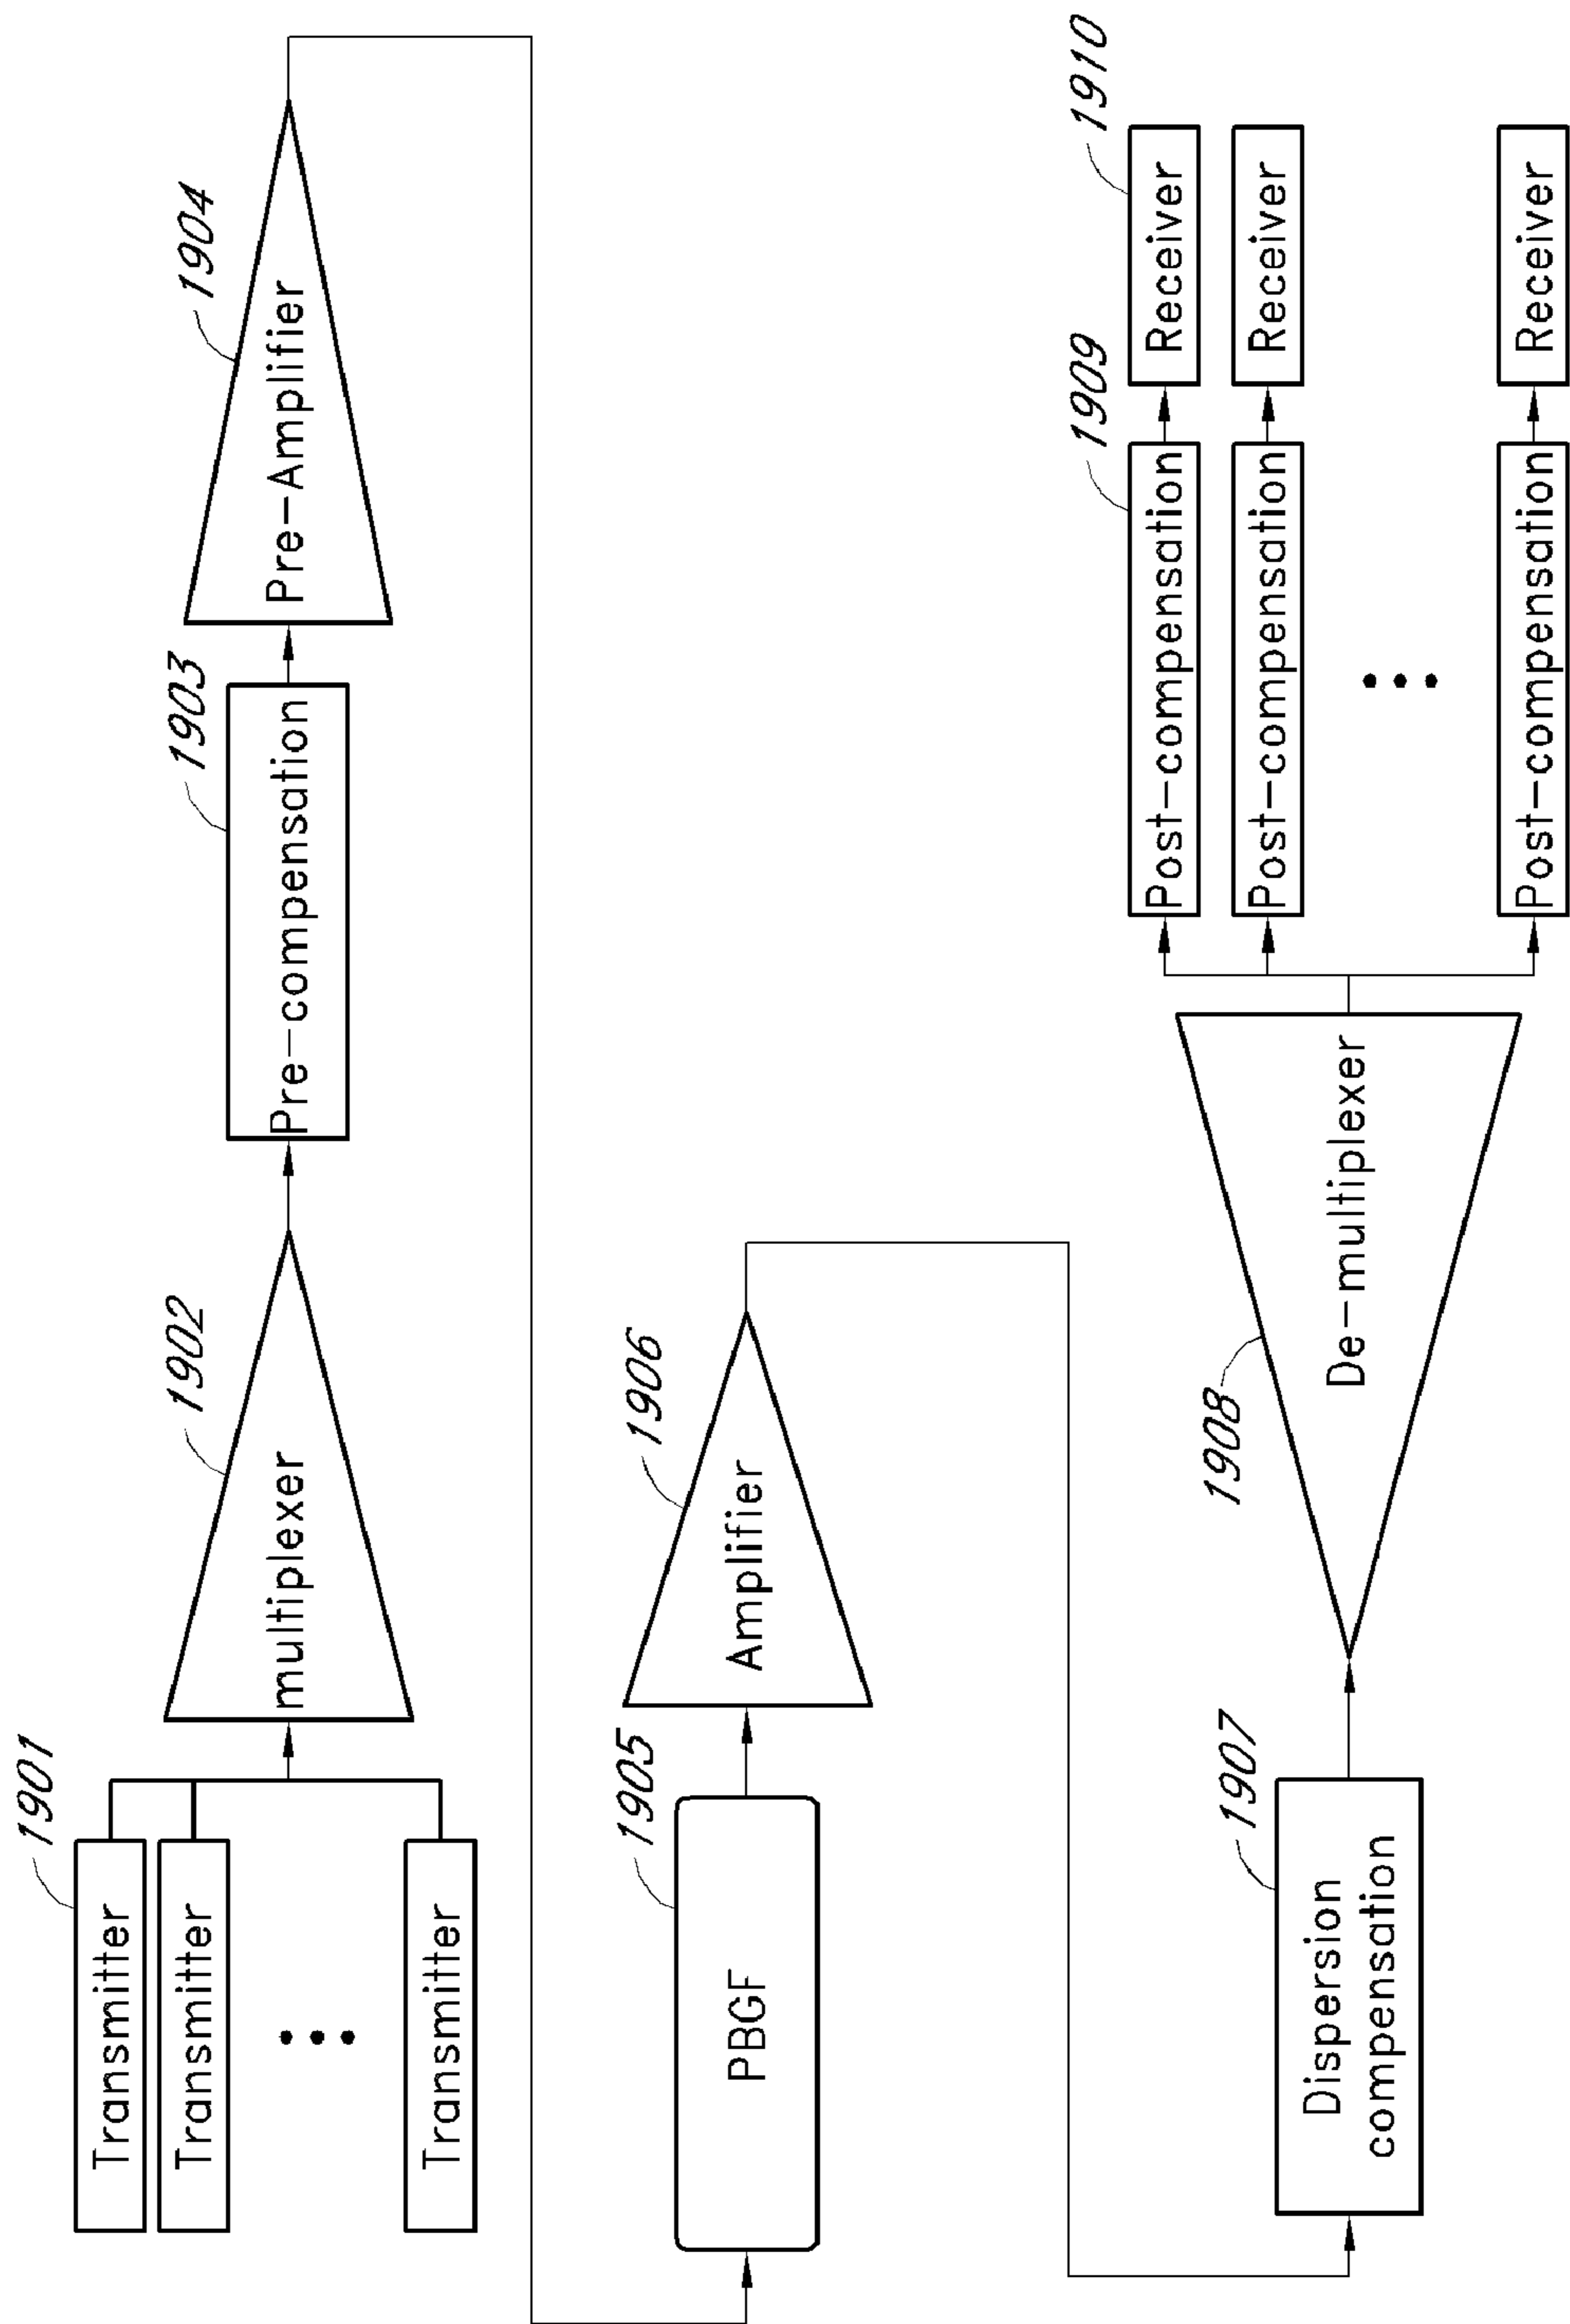 1901
Transmitter
Transmitter
Transmitter
1902
multiplexer
1903
Pre-compensation
1904
Pre-Amplifier
1905
PBGF
1906
Amplifier
1907
Dispersion
compensation
1908
De-multiplexer
1909
Post-compensation
Post-compensation
Post-compensation
1910
Receiver
Receiver
Receiver